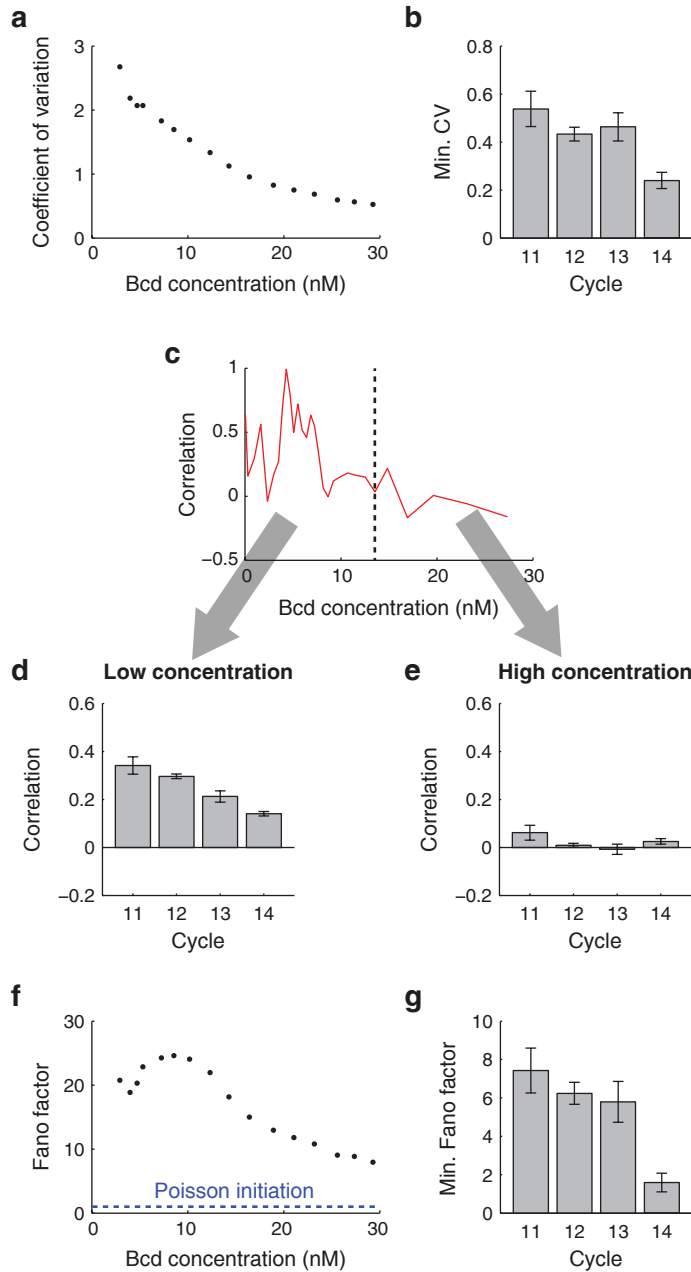 a
3
2
1
0
Coefficient of variation
0
10
20
30
Bcd concentration (nM)
b
0.6
0.4
0.2
0
Min. CV
11
12
13
14
Cycle
c
1
0.5
0
−0.5
Correlation
0
10
20
30
Bcd concentration (nM)
d
Low concentration
0.6
0.4
0.2
0
−0.2
Correlation
11
12
13
14
Cycle
e
High concentration
0.6
0.4
0.2
0
−0.2
Correlation
11
12
13
14
Cycle
f
30
20
10
0
Fano factor
Poisson initiation
0
10
20
30
Bcd concentration (nM)
g
10
8
6
4
2
0
Min. Fano factor
11
12
13
14
Cycle